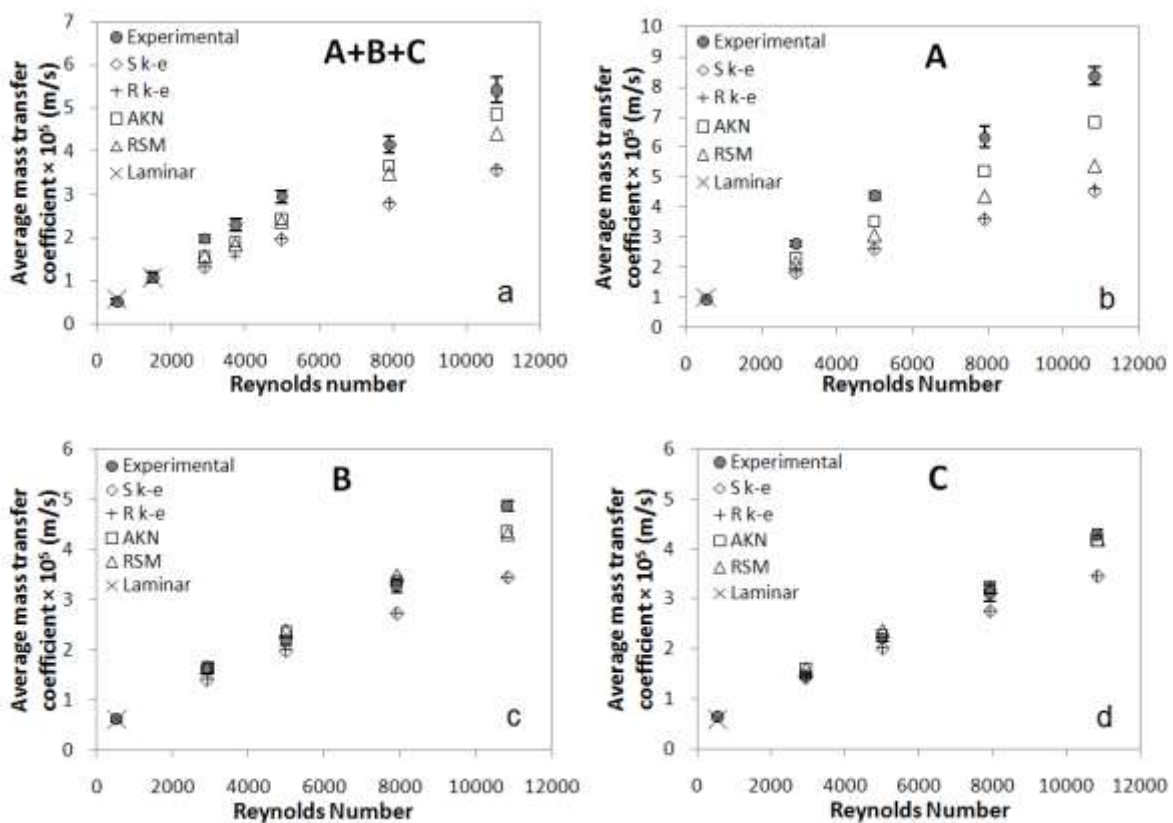 Average mass transfer
coefficient × 10⁵ (m/s)
7
6
5
4
3
2
1
0
Experimental
S k-e
R k-e
AKN
RSM
Laminar
A+B+C
a
0 2000 4000 6000 8000 10000 12000
Reynolds number
Average mass transfer
coefficient × 10⁵ (m/s)
10
9
8
7
6
5
4
3
2
1
0
Experimental
S k-e
R k-e
AKN
RSM
Laminar
A
b
0 2000 4000 6000 8000 10000 12000
Reynolds Number
Average mass transfer
coefficient × 10⁵ (m/s)
6
5
4
3
2
1
0
Experimental
S k-e
R k-e
AKN
RSM
Laminar
B
c
0 2000 4000 6000 8000 10000 12000
Reynolds Number
Average mass transfer
coefficient × 10⁵ (m/s)
6
5
4
3
2
1
0
Experimental
S k-e
R k-e
AKN
RSM
Laminar
C
d
0 2000 4000 6000 8000 10000 12000
Reynolds Number